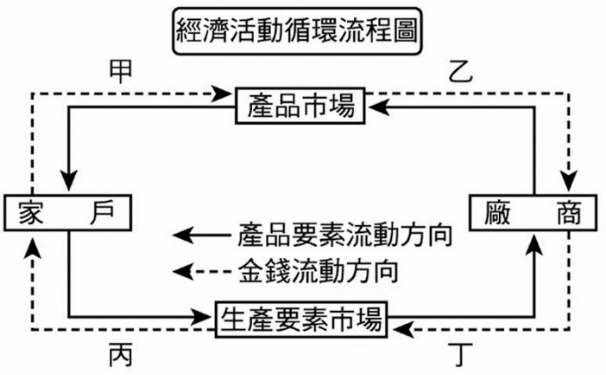 經濟活動循環流程圖
甲
乙
產品市場
家 戶
廠 商
產品要素流動方向
金錢流動方向
生產要素市場
丙
丁